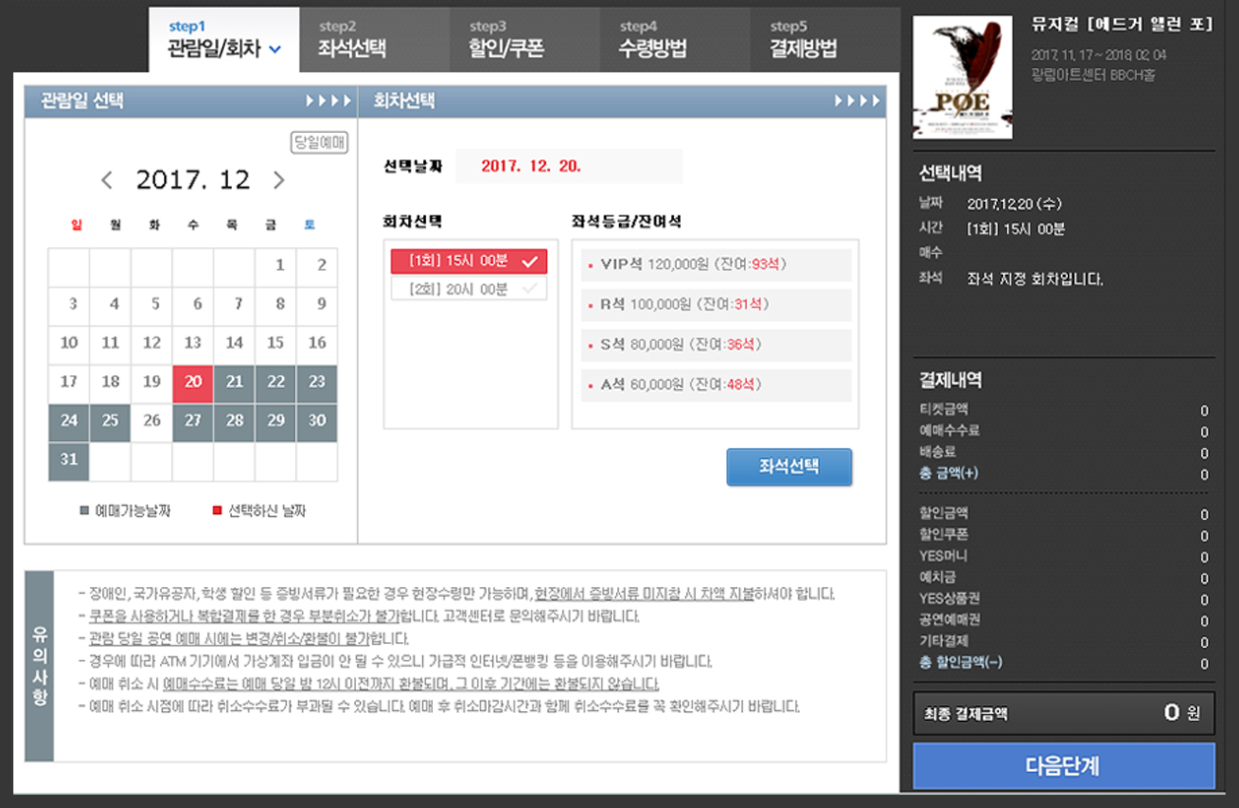 step1
관람일/회차
step2
좌석선택
step3
할인/쿠폰
step4
수령방법
step5
결제방법
관람일 선택
당일예매
2017. 12
일 월 화 수 목 금 토
1 2
3 4 5 6 7 8 9
10 11 12 13 14 15 16
17 18 19 20 21 22 23
24 25 26 27 28 29 30
31
예매가능날짜 선택하신 날짜
회차선택
선택날짜 2017. 12. 20.
회차선택
[1회] 15시 00분
[2회] 20시 00분
좌석등급/잔여석
VIP석 120,000원 (잔여:93석)
R석 100,000원 (잔여:31석)
S석 80,000원 (잔여:36석)
A석 60,000원 (잔여:48석)
좌석선택
유의사항
- 장애인, 국가유공자, 학생 할인 등 증빙서류가 필요한 경우 현장수령만 가능하며, 현장에서 증빙서류 미지참 시 차액 지불하셔야 합니다.
- 쿠폰을 사용하거나 복합결제를 한 경우 부분취소가 불가합니다. 고객센터로 문의해주시기 바랍니다.
- 관람 당일 공연 예매 시에는 변경/취소/환불이 불가합니다.
- 경우에 따라 ATM 기기에서 가상계좌 입금이 안 될 수 있으니 가급적 인터넷/폰뱅킹 등을 이용해주시기 바랍니다.
- 예매 취소 시 예매수수료는 예매 당일 밤 12시 이전까지 환불되며, 그 이후 기간에는 환불되지 않습니다.
- 예매 취소 시점에 따라 취소수수료가 부과될 수 있습니다. 예매 후 취소마감시간과 함께 취소수수료를 꼭 확인해주시기 바랍니다.
POE
뮤지컬 [에드거 앨런 포]
2017.11.17 ~ 2018.02.04
광림아트센터 BBCH홀
선택내역
날짜 2017.12.20 (수)
시간 [1회] 15시 00분
매수
좌석 좌석 지정 회차입니다.
결제내역
티켓금액 0
예매수수료 0
배송료 0
총 금액(+) 0
할인금액 0
할인쿠폰 0
YES머니 0
예치금 0
YES상품권 0
공연예매권 0
기타결제 0
총 할인금액(-) 0
최종 결제금액 0 원
다음단계